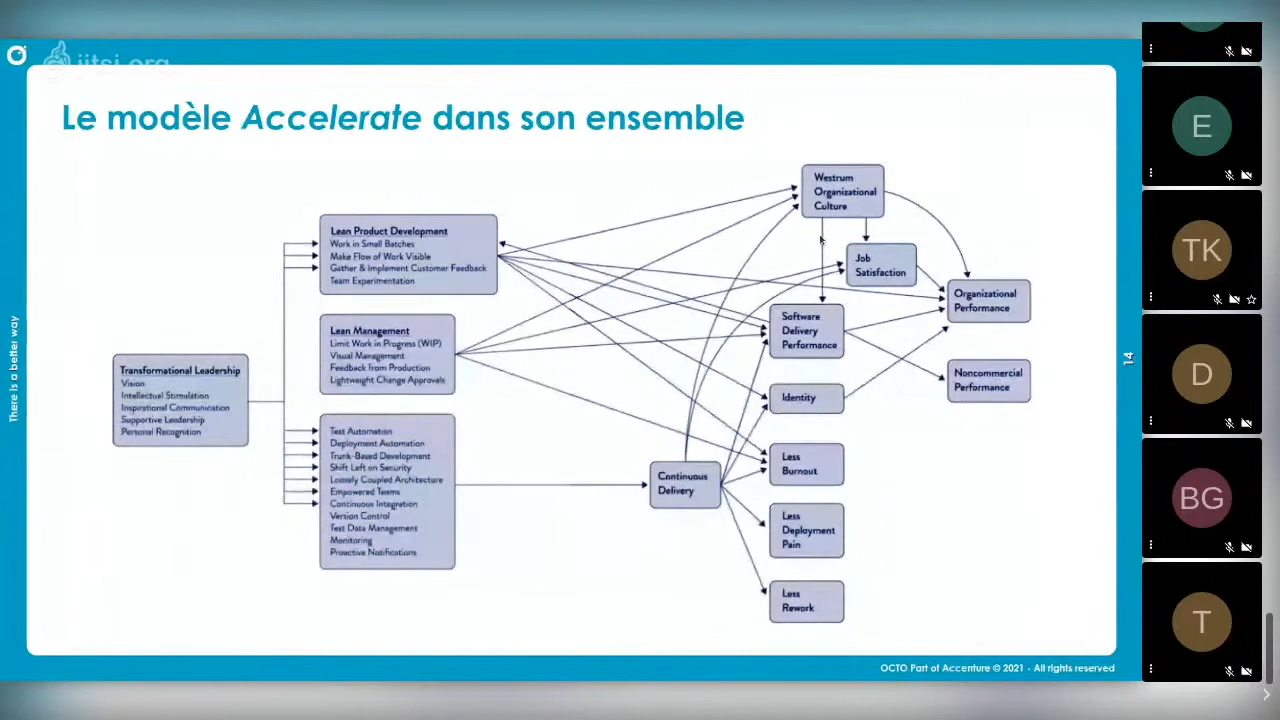 jitsi.org
Le modèle Accelerate dans son ensemble
There is a better way
Transformational Leadership
Vision
Intellectual Stimulation
Inspirational Communication
Supportive Leadership
Personal Recognition
Lean Product Development
Work in Small Batches
Make Flow of Work Visible
Gather & Implement Customer Feedback
Team Experimentation
Lean Management
Limit Work in Progress (WIP)
Visual Management
Feedback from Production
Lightweight Change Approvals
Test Automation
Deployment Automation
Trunk-Based Development
Shift Left on Security
Loosely Coupled Architecture
Empowered Teams
Continuous Integration
Version Control
Test Data Management
Monitoring
Proactive Notifications
Continuous
Delivery
Westrum
Organizational
Culture
Job
Satisfaction
Software
Delivery
Performance
Identity
Less
Burnout
Less
Deployment
Pain
Less
Rework
Organizational
Performance
Noncommercial
Performance
14
OCTO Part of Accenture © 2021 - All rights reserved
E
TK
D
BG
T